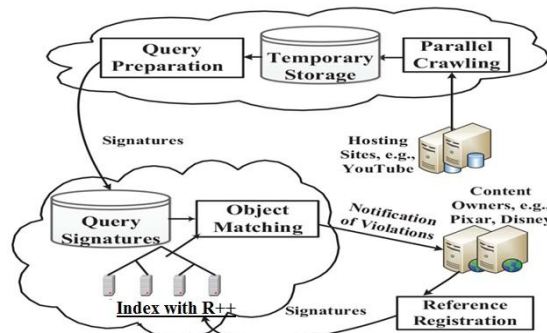 Query
Preparation
Temporary
Storage
Parallel
Crawling
Signatures
Hosting
Sites, e.g.,
YouTube
Query
Signatures
Object
Matching
Notification
of Violations
Content
Owners, e.g.,
Pixar, Disney
Index with R++
Signatures
Reference
Registration